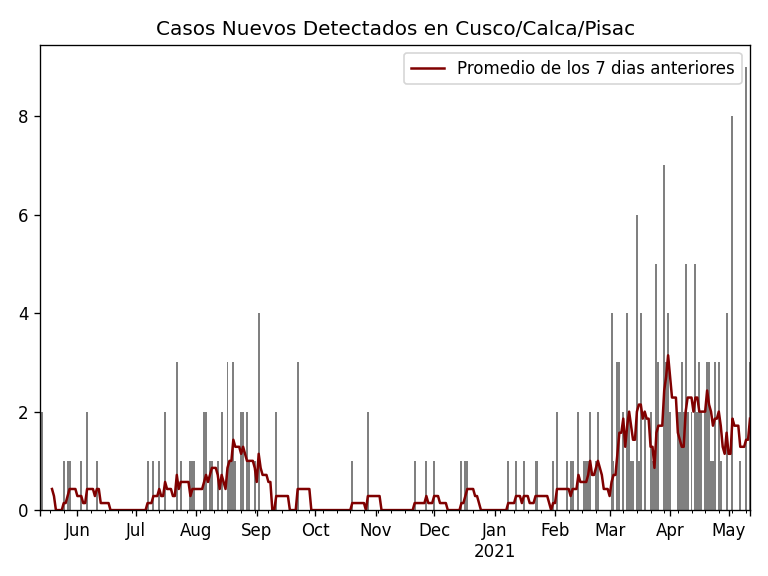 Casos Nuevos Detectados en Cusco/Calca/Pisac
Promedio de los 7 dias anteriores
8
6
4
2
0
Jun Jul Aug Sep Oct Nov Dec Jan Feb Mar Apr May
2021